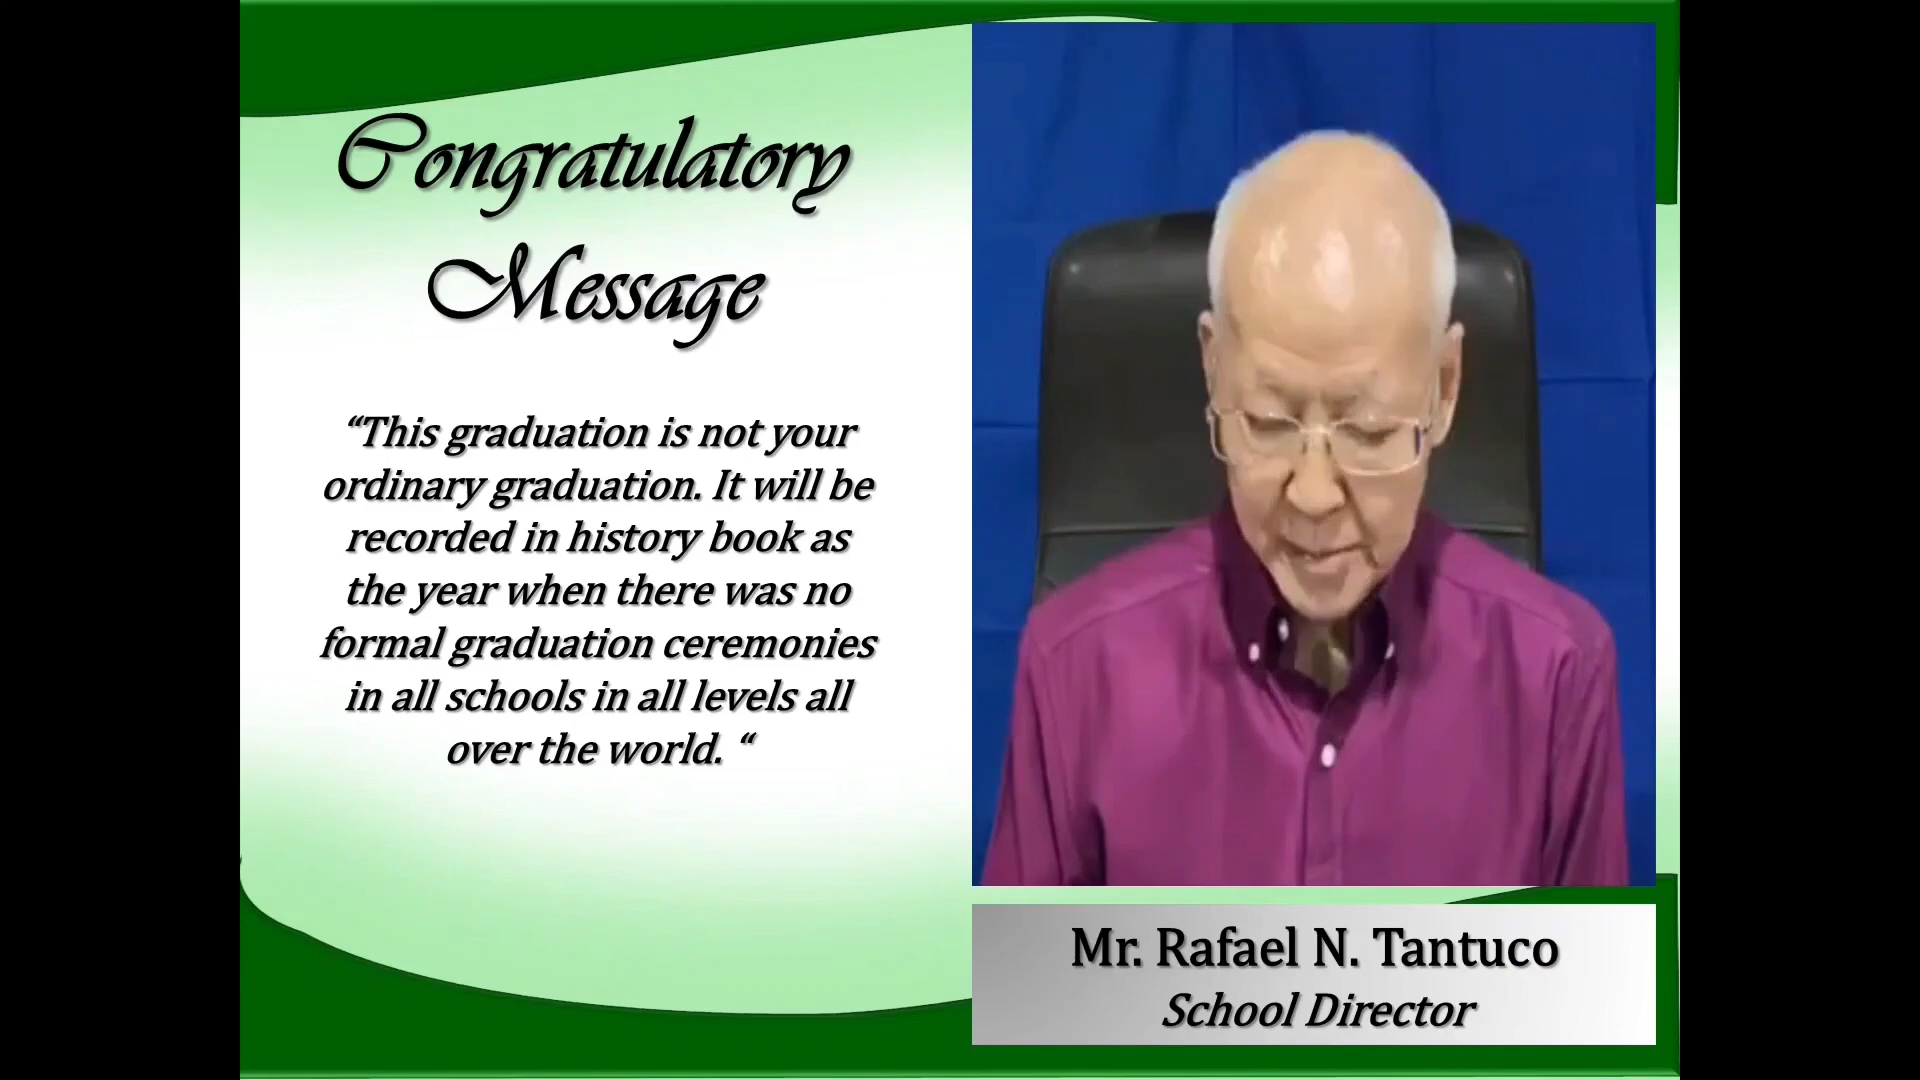 Congratulatory
Message
“This graduation is not your
ordinary graduation. It will be
recorded in history book as
the year when there was no
formal graduation ceremonies
in all schools in all levels all
over the world. “
Mr. Rafael N. Tantuco
School Director